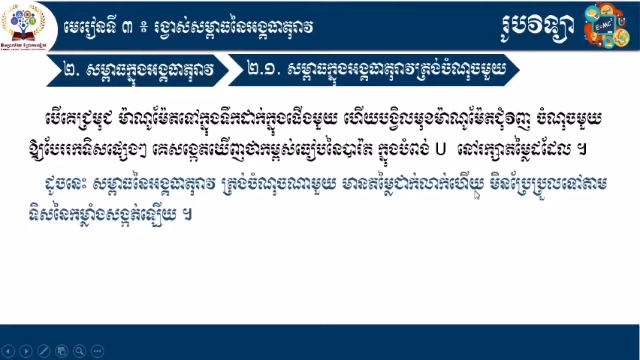 មេរៀនទី ៣ ៖ រង្វាស់សម្ពាធនៃអង្គធាតុរាវ
រូបវិទ្យា
២. សម្ពាធក្នុងអង្គធាតុរាវ
២.១. សម្ពាធក្នុងអង្គធាតុរាវត្រង់ចំណុចមួយ
បើគេជ្រមុជ ម៉ាណូម៉ែតទៅក្នុងទឹកដាក់ក្នុងផើងមួយ ហើយបង្វិលមុខម៉ាណូម៉ែតជុំវិញ ចំណុចមួយ
ឱ្យបែររកទិសផ្សេងៗ គេសង្កេតឃើញថាកម្ពស់ធៀបនៃបារ៉ត ក្នុងបំពង់ U នៅរក្សាតម្លៃដដែល ។
ដូចនេះ សម្ពាធនៃអង្គធាតុរាវ ត្រង់ចំណុចណាមួយ មានតម្លៃជាក់លាក់ហើយ មិនប្រែប្រួលទៅតាម
ទិសនៃកម្លាំងសង្កត់ឡើយ ។